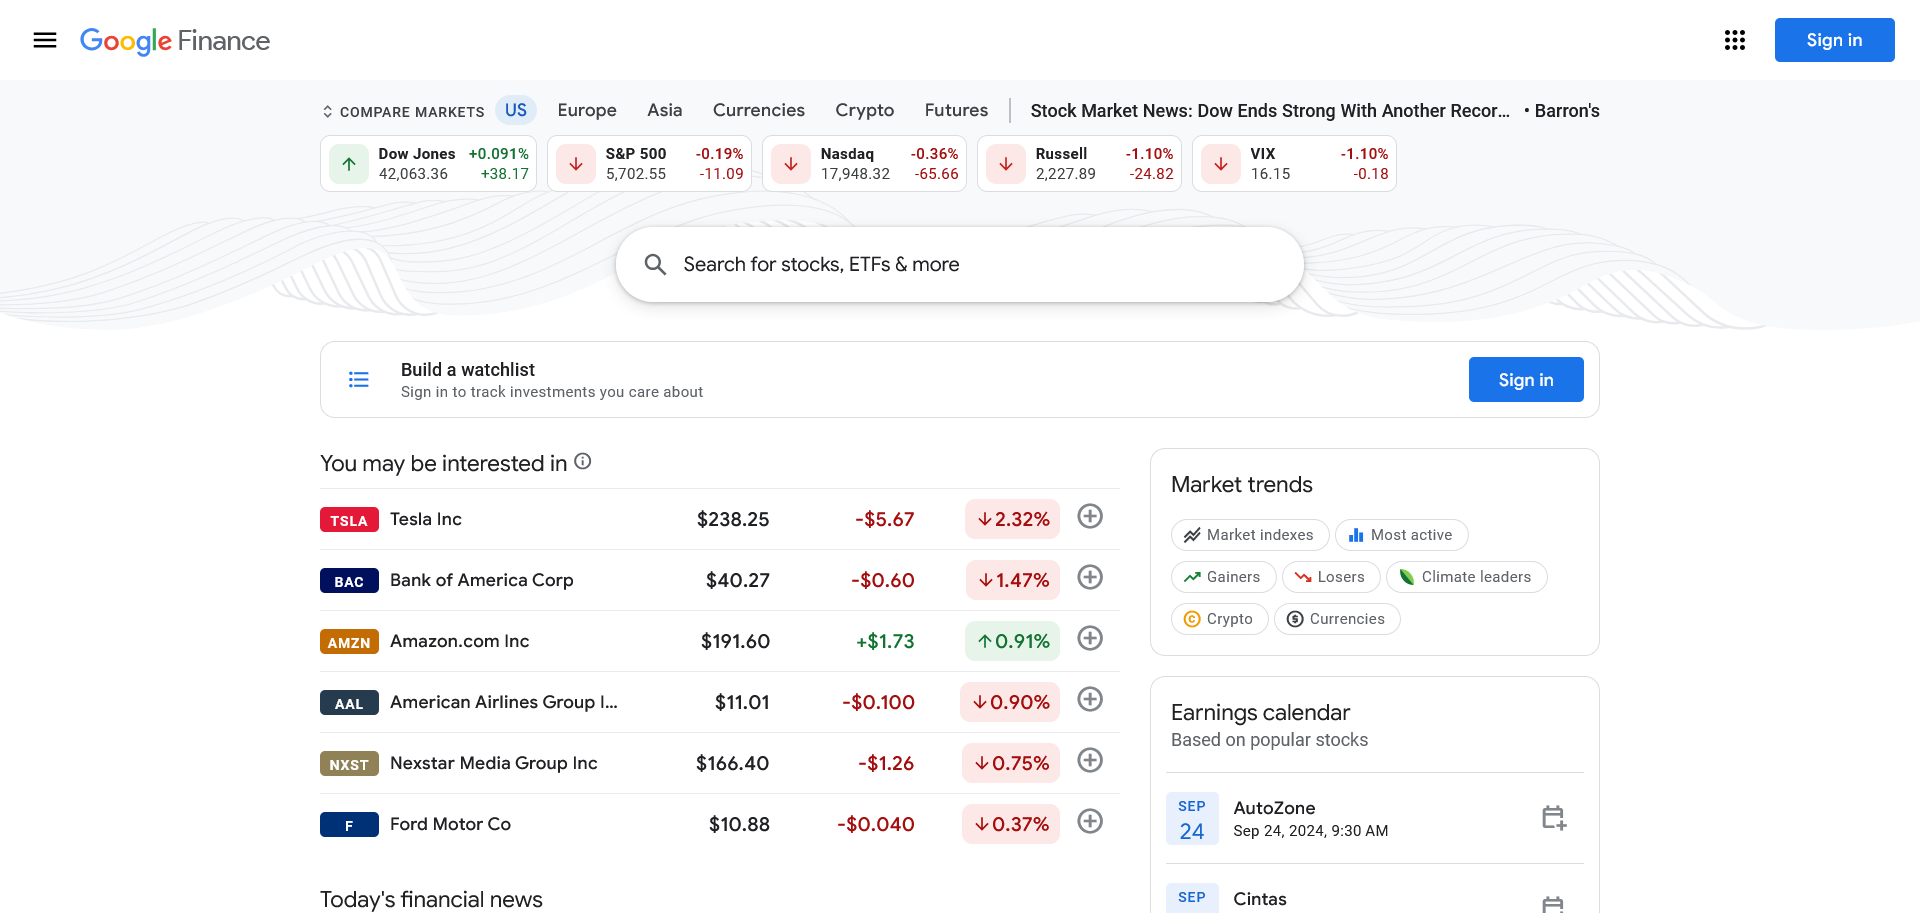 Google Finance
Sign in
COMPARE MARKETS US Europe Asia Currencies Crypto Futures Stock Market News: Dow Ends Strong With Another Recor... • Barron's
Dow Jones +0.091%
42,063.36 +38.17
S&P 500 -0.19%
5,702.55 -11.09
Nasdaq -0.36%
17,948.32 -65.66
Russell -1.10%
2,227.89 -24.82
VIX -1.10%
16.15 -0.18
Search for stocks, ETFs & more
Build a watchlist
Sign in to track investments you care about
Sign in
You may be interested in
TSLA Tesla Inc $238.25 -$5.67 2.32%
BAC Bank of America Corp $40.27 -$0.60 1.47%
AMZN Amazon.com Inc $191.60 +$1.73 0.91%
AAL American Airlines Group I... $11.01 -$0.100 0.90%
NXST Nexstar Media Group Inc $166.40 -$1.26 0.75%
F Ford Motor Co $10.88 -$0.040 0.37%
Today's financial news
Market trends
Market indexes Most active
Gainers Losers Climate leaders
Crypto Currencies
Earnings calendar
Based on popular stocks
SEP
24
AutoZone
Sep 24, 2024, 9:30 AM
SEP
Cintas